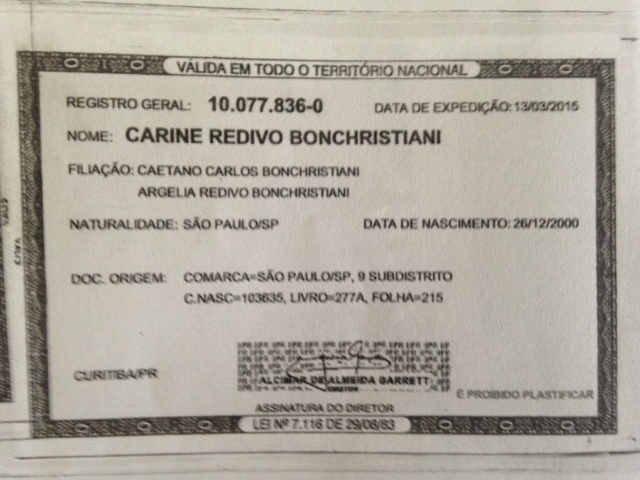 VÁLIDA EM TODO O TERRITÓRIO NACIONAL
REGISTRO GERAL: 10.077.836-0 DATA DE EXPEDIÇÃO: 13/03/2015
NOME: CARINE REDIVO BONCHRISTIANI
FILIAÇÃO: CAETANO CARLOS BONCHRISTIANI
ARGELIA REDIVO BONCHRISTIANI
NATURALIDADE: SÃO PAULO/SP DATA DE NASCIMENTO: 26/12/2000
DOC. ORIGEM: COMARCA=SÃO PAULO/SP, 9 SUBDISTRITO
C.NASC=103635, LIVRO=277A, FOLHA=215
CURITIBA/PR
ASSINATURA DO DIRETOR
É PROIBIDO PLASTIFICAR
LEI Nº 7.116 DE 29/08/83